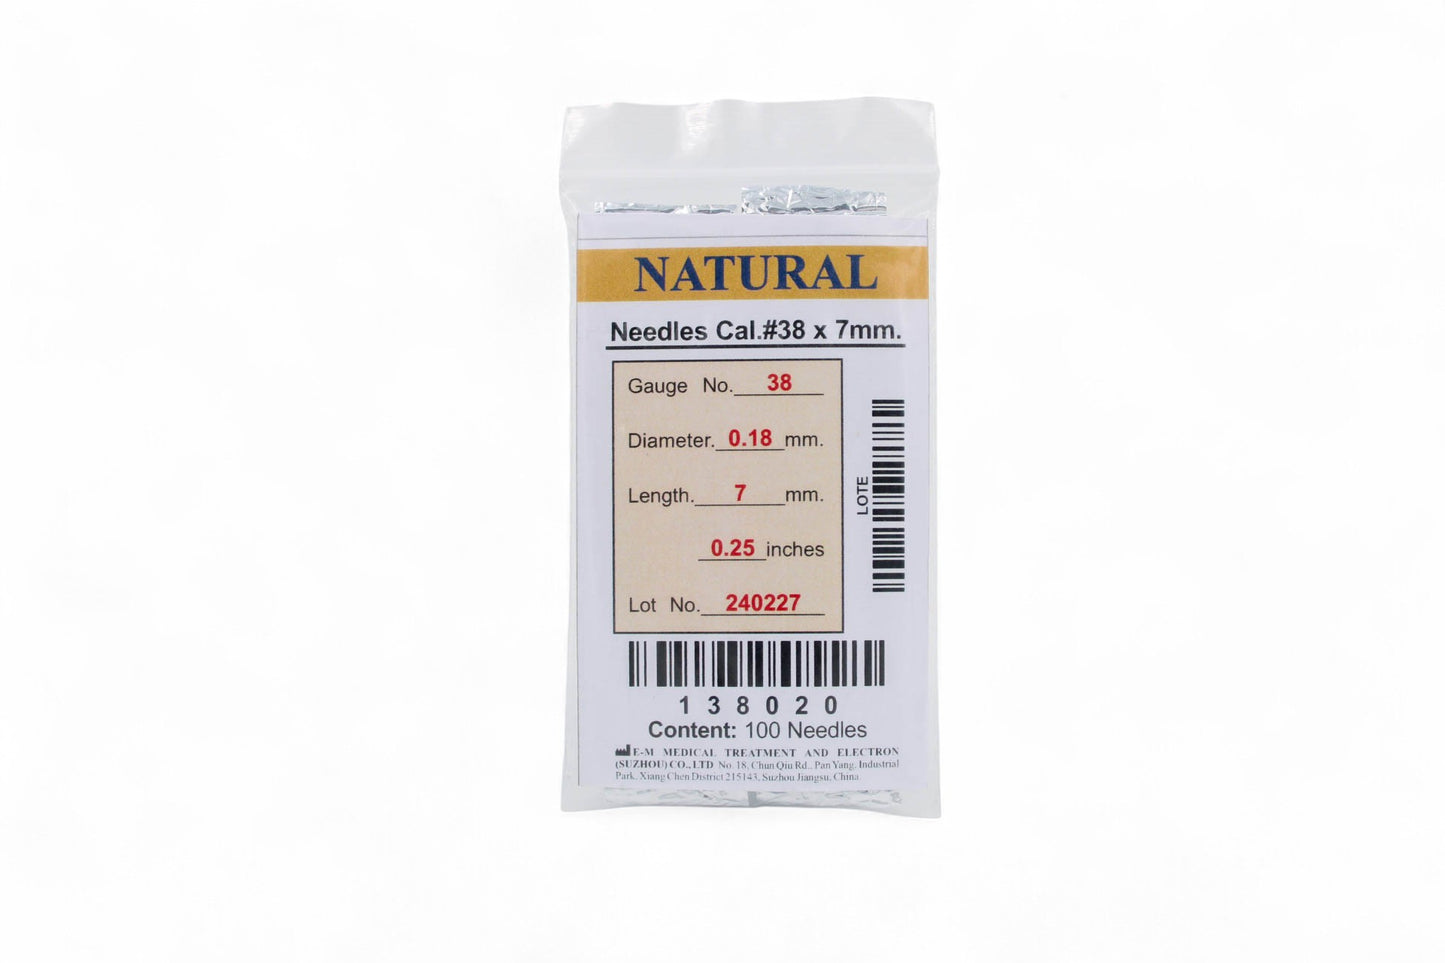 NATURAL
Needles Cal.#38 x 7mm.
Gauge No. 38
Diameter. 0.18 mm.
Length. 7 mm.
0.25 inches
Lot No. 240227
LOTE
138020
Content: 100 Needles
E-M MEDICAL TREATMENT AND ELECTRON
(SUZHOU) CO., LTD No. 18, Chun Qiu Rd., Pan Yang, Industrial
Park, Xiang Chen District 215143, Suzhou Jiangsu, China.